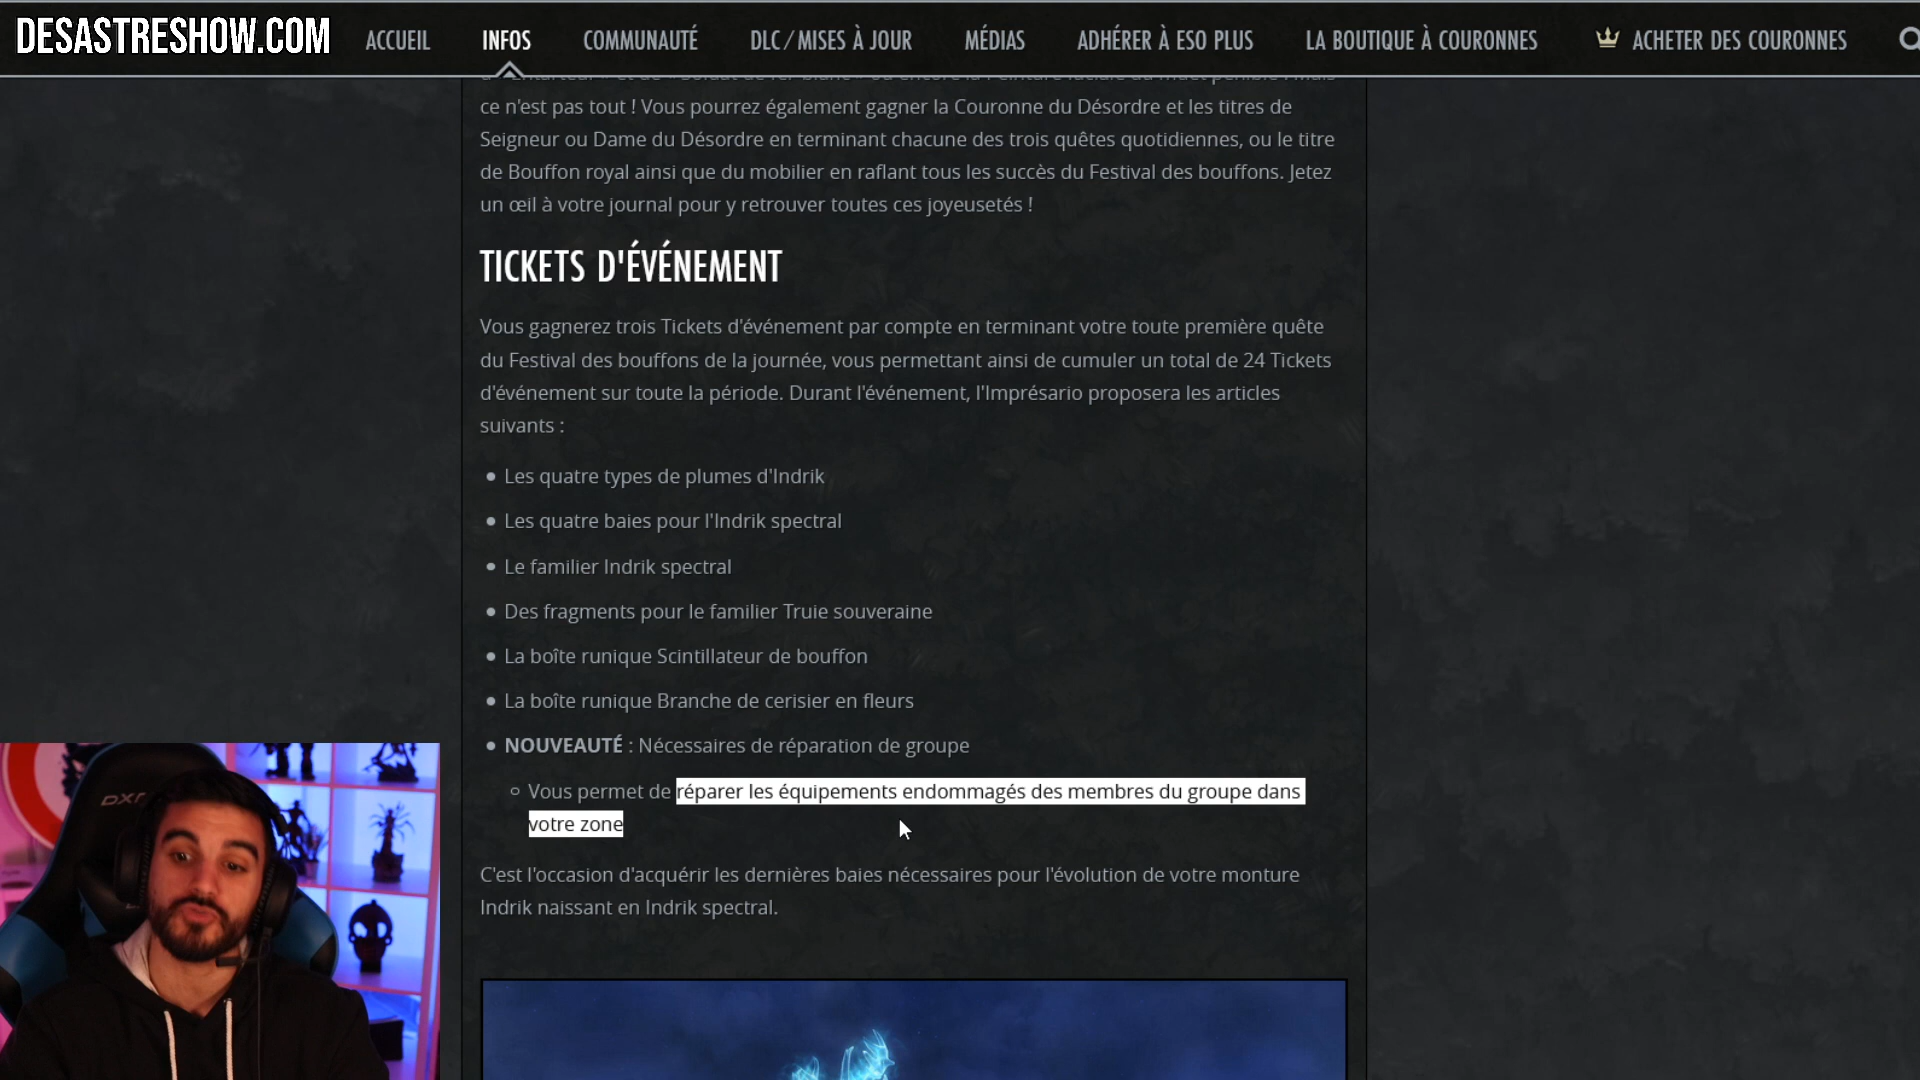 DESASTRESHOW.COM
ACCUEIL INFOS COMMUNAUTÉ DLC / MISES À JOUR MÉDIAS ADHÉRER À ESO PLUS LA BOUTIQUE À COURONNES ACHETER DES COURONNES
ce n'est pas tout ! Vous pourrez également gagner la Couronne du Désordre et les titres de
Seigneur ou Dame du Désordre en terminant chacune des trois quêtes quotidiennes, ou le titre
de Bouffon royal ainsi que du mobilier en raflant tous les succès du Festival des bouffons. Jetez
un œil à votre journal pour y retrouver toutes ces joyeusetés !
TICKETS D'ÉVÉNEMENT
Vous gagnerez trois Tickets d'événement par compte en terminant votre toute première quête
du Festival des bouffons de la journée, vous permettant ainsi de cumuler un total de 24 Tickets
d'événement sur toute la période. Durant l'événement, l'Imprésario proposera les articles
suivants :
Les quatre types de plumes d'Indrik
Les quatre baies pour l'Indrik spectral
Le familier Indrik spectral
Des fragments pour le familier Truie souveraine
La boîte runique Scintillateur de bouffon
La boîte runique Branche de cerisier en fleurs
NOUVEAUTÉ : Nécessaires de réparation de groupe
Vous permet de réparer les équipements endommagés des membres du groupe dans
votre zone
C'est l'occasion d'acquérir les dernières baies nécessaires pour l'évolution de votre monture
Indrik naissant en Indrik spectral.